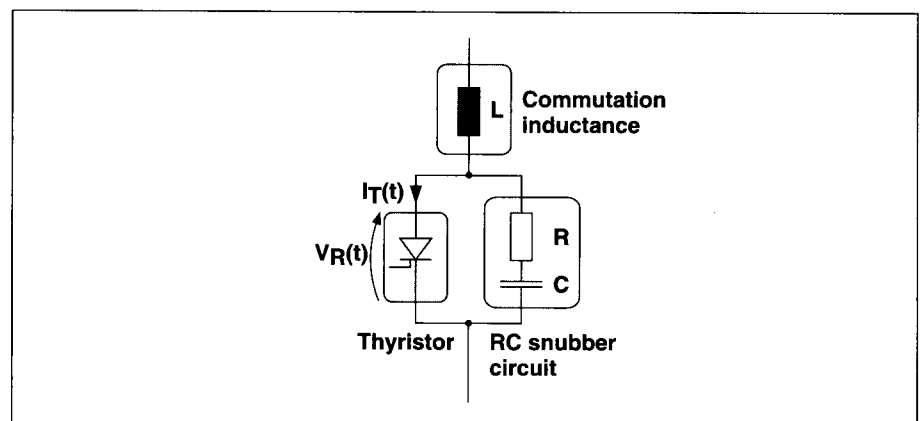 L
Commutation
inductance
IT(t)
VR(t)
R
C
Thyristor
RC snubber
circuit